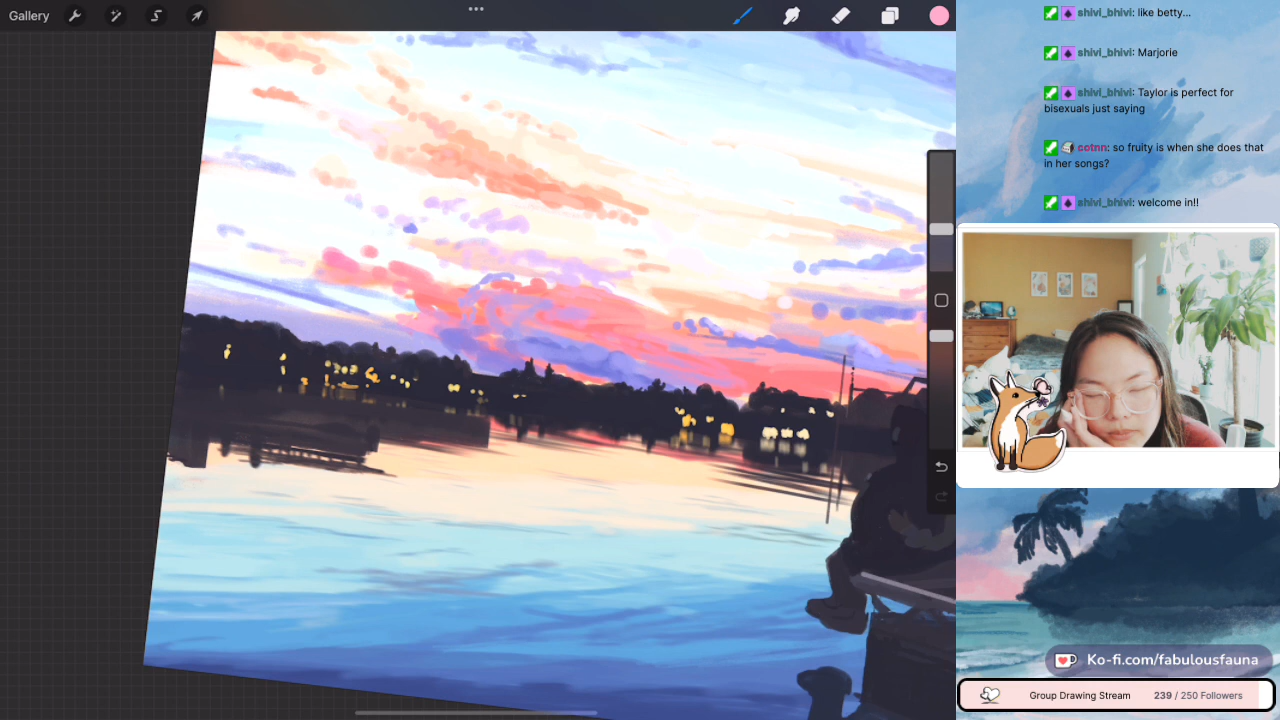 Gallery
shivi_bhivi: like betty...
shivi_bhivi: Marjorie
shivi_bhivi: Taylor is perfect for
bisexuals just saying
cotnn: so fruity is when she does that
in her songs?
shivi_bhivi: welcome in!!
Ko-fi.com/fabulousfauna
Group Drawing Stream 239 / 250 Followers